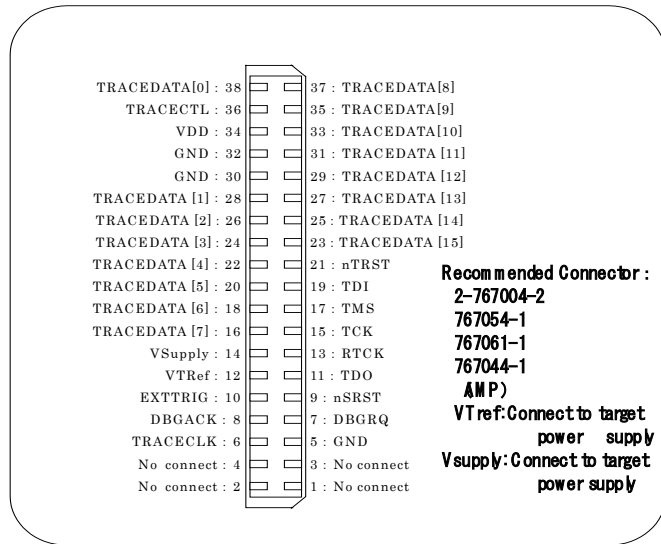 TRACEDATA[0] : 38 37 : TRACEDATA[8]
TRACECTL : 36 35 : TRACEDATA[9]
VDD : 34 33 : TRACEDATA[10]
GND : 32 31 : TRACEDATA [11]
GND : 30 29 : TRACEDATA [12]
TRACEDATA [1] : 28 27 : TRACEDATA [13]
TRACEDATA [2] : 26 25 : TRACEDATA [14]
TRACEDATA [3] : 24 23 : TRACEDATA [15]
TRACEDATA [4] : 22 21 : nTRST
TRACEDATA [5] : 20 19 : TDI
TRACEDATA [6] : 18 17 : TMS
TRACEDATA [7] : 16 15 : TCK
VSupply : 14 13 : RTCK
VTRef : 12 11 : TDO
EXTTRIG : 10 9 : nSRST
DBGACK : 8 7 : DBGRQ
TRACECLK : 6 5 : GND
No connect : 4 3 : No connect
No connect : 2 1 : No connect
Recommended Connector :
2-767004-2
767054-1
767061-1
767044-1
(AMP)
VTref:Connect to target
power supply
Vsupply:Connect to target
power supply